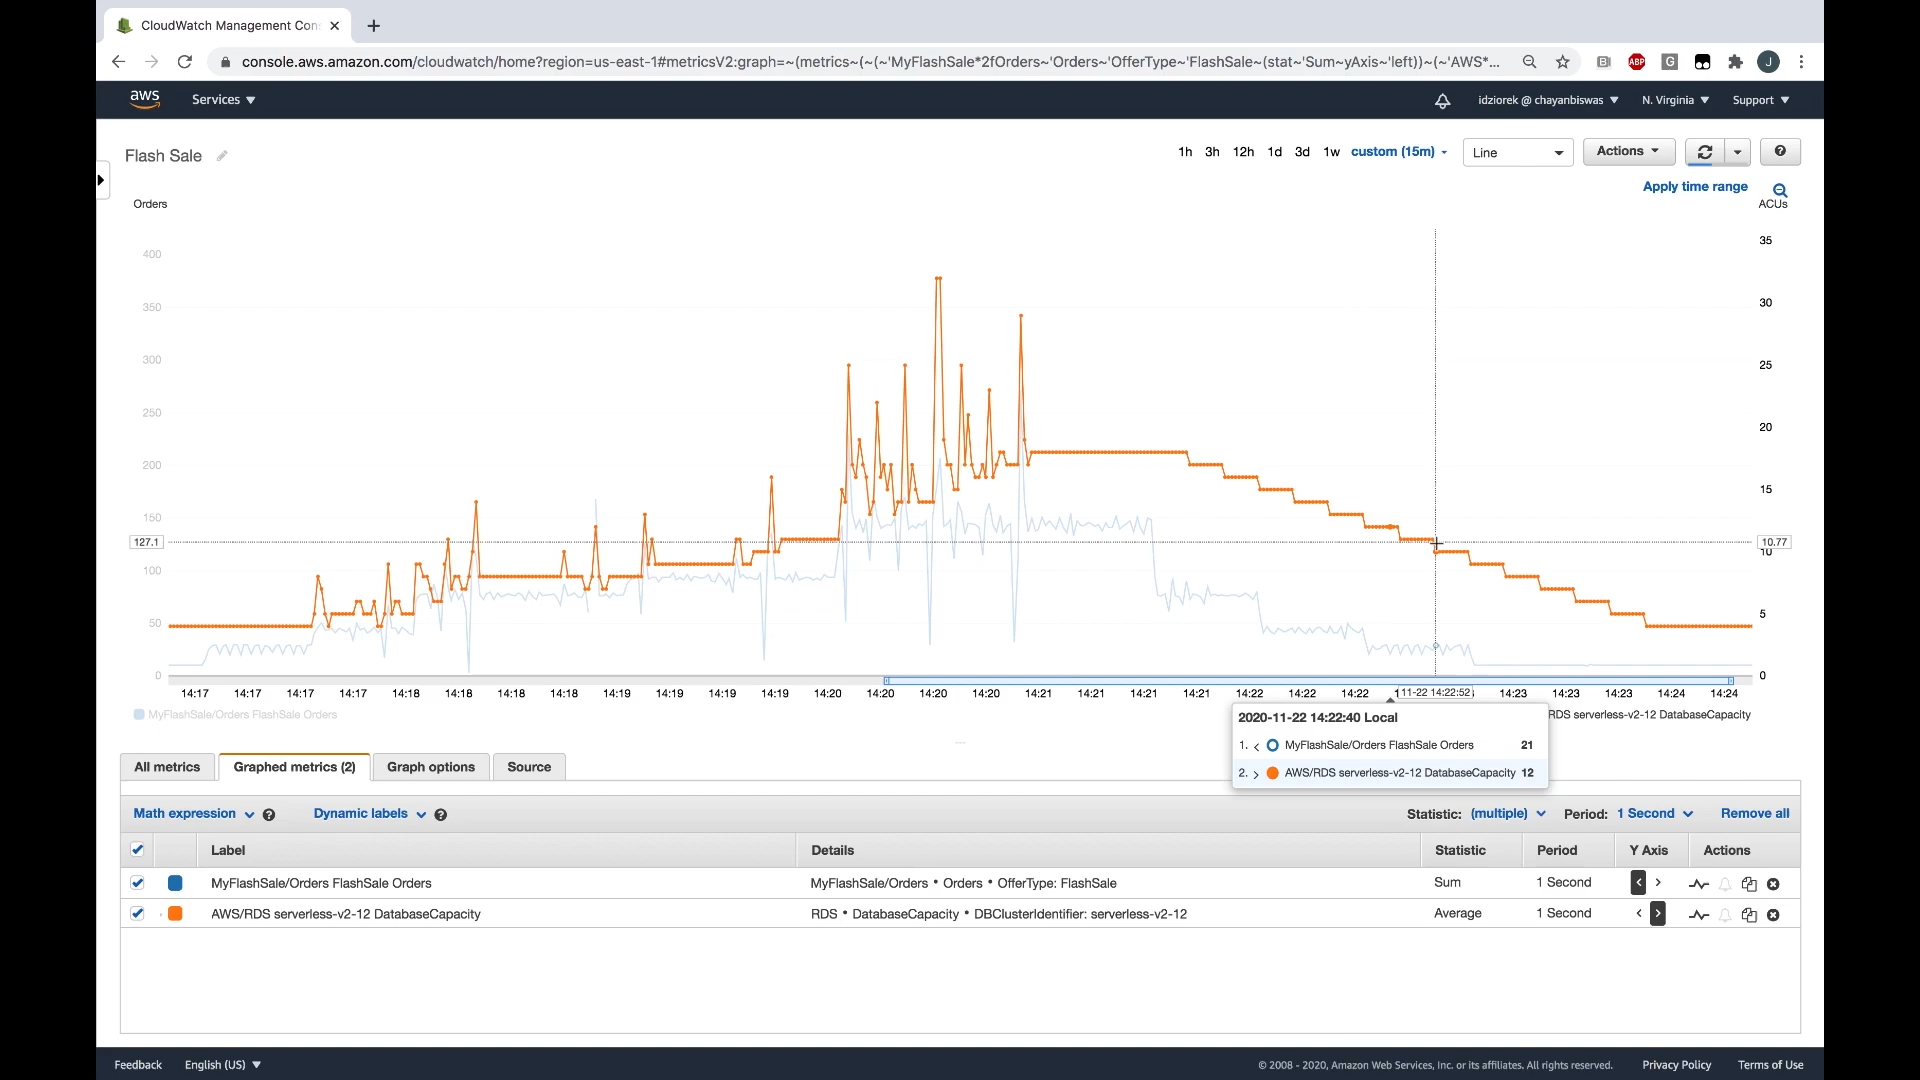 CloudWatch Management Con
console.aws.amazon.com/cloudwatch/home?region=us-east-1#metricsV2:graph=~(metrics~(~(~'MyFlashSale*2fOrders~'Orders~'OfferType~'FlashSale~(stat~'Sum~yAxis~'left))~(~'AWS*...
ABP
G
J
aws
Services
idziorek @ chayanbiswas
N. Virginia
Support
Flash Sale
1h 3h 12h 1d 3d 1w custom (15m)
Line
Actions
?
Apply time range
Orders
ACUs
400
350
300
250
200
150
127.1
100
50
0
35
30
25
20
15
10.77
10
5
0
14:17 14:17 14:17 14:17 14:18 14:18 14:18 14:18 14:19 14:19 14:19 14:19 14:20 14:20 14:20 14:20 14:21 14:21 14:21 14:21 14:22 14:22 14:22 11-22 14:22:52 14:23 14:23 14:23 14:24 14:24
MyFlashSale/Orders FlashSale Orders
RDS serverless-v2-12 DatabaseCapacity
2020-11-22 14:22:40 Local
1. < MyFlashSale/Orders FlashSale Orders 21
2. > AWS/RDS serverless-v2-12 DatabaseCapacity 12
All metrics
Graphed metrics (2)
Graph options
Source
Math expression ?
Dynamic labels ?
Statistic: (multiple)
Period: 1 Second
Remove all
Label Details Statistic Period Y Axis Actions
MyFlashSale/Orders FlashSale Orders MyFlashSale/Orders • Orders • OfferType: FlashSale Sum 1 Second < >
AWS/RDS serverless-v2-12 DatabaseCapacity RDS • DatabaseCapacity • DBClusterIdentifier: serverless-v2-12 Average 1 Second < >
Feedback
English (US)
© 2008 - 2020, Amazon Web Services, Inc. or its affiliates. All rights reserved.
Privacy Policy
Terms of Use